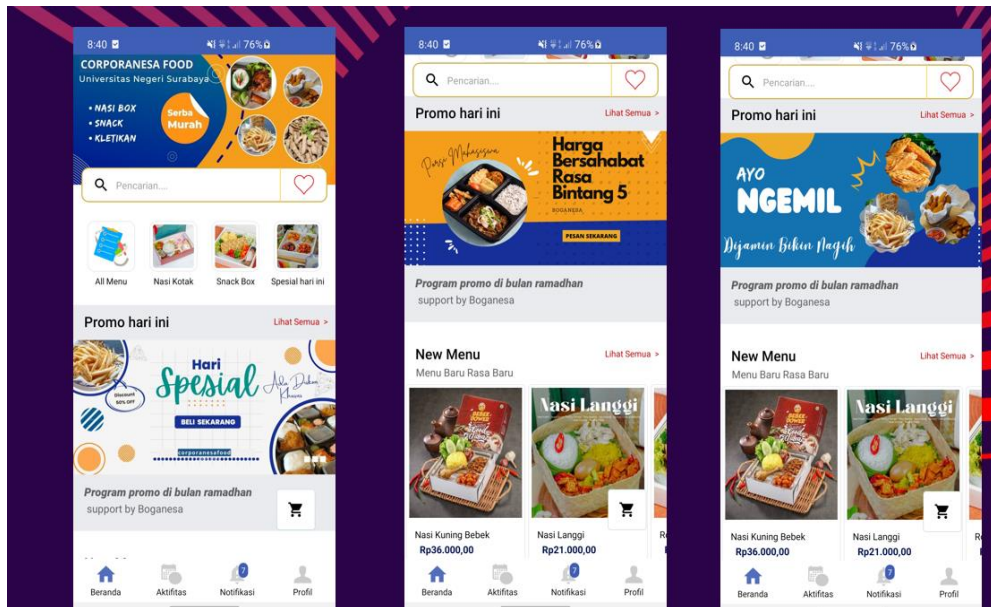 8:40 76%
CORPORANESA FOOD
Universitas Negeri Surabaya
• NASI BOX
• SNACK
• KLETIKAN
Serba
Murah
Pencarian....
All Menu
Nasi Kotak
Snack Box
Spesial hari ini
Promo hari ini
Lihat Semua >
Discount
50% OFF
Hari
Spesial
Ada Diskon
Khusus
BELI SEKARANG
corporanesafood
Program promo di bulan ramadhan
support by Boganesa
Beranda
Aktifitas
7
Notifikasi
Profil
8:40 76%
Pencarian....
Promo hari ini
Lihat Semua >
Porsi Mahasiswa
Harga
Bersahabat
Rasa
Bintang 5
BOGANESA
PESAN SEKARANG
Program promo di bulan ramadhan
support by Boganesa
New Menu
Lihat Semua >
Menu Baru Rasa Baru
Nasi Langgi
Nasi Kuning Bebek
Rp36.000,00
Nasi Langgi
Rp21.000,00
Beranda
Aktifitas
7
Notifikasi
Profil
8:40 76%
Pencarian....
Promo hari ini
Lihat Semua >
AYO
NGEMIL
Dijamin Bikin Nagih
Program promo di bulan ramadhan
support by Boganesa
New Menu
Lihat Semua >
Menu Baru Rasa Baru
Nasi Langgi
Nasi Kuning Bebek
Rp36.000,00
Nasi Langgi
Rp21.000,00
Beranda
Aktifitas
7
Notifikasi
Profil